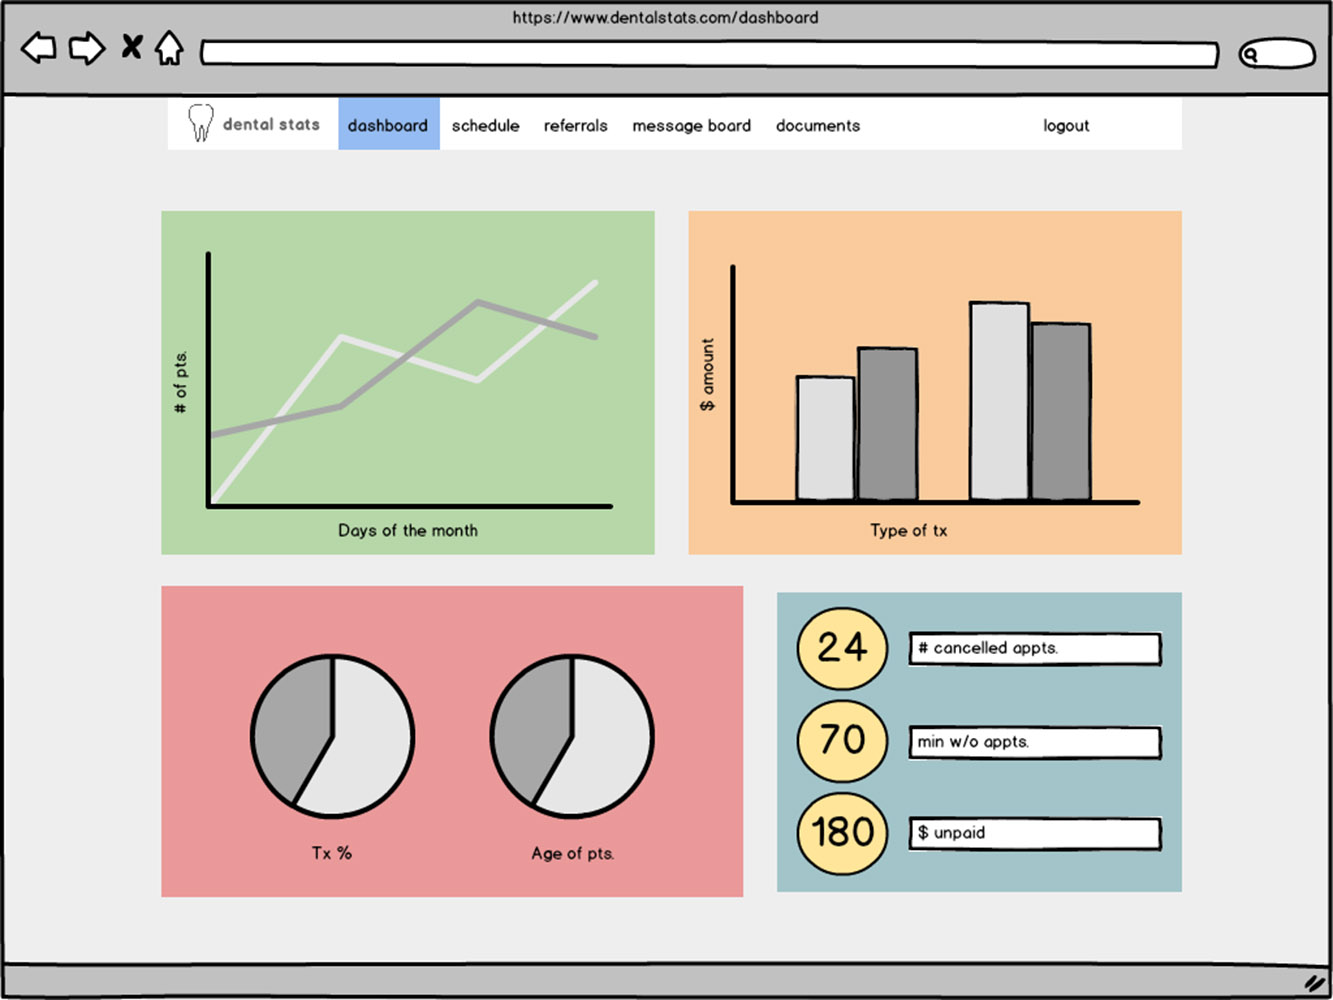 https://www.dentalstats.com/dashboard
dental stats dashboard schedule referrals message board documents logout
# of pts.
Days of the month
$ amount
Type of tx
Tx %
Age of pts.
24 # cancelled appts.
70 min w/o appts.
180 $ unpaid